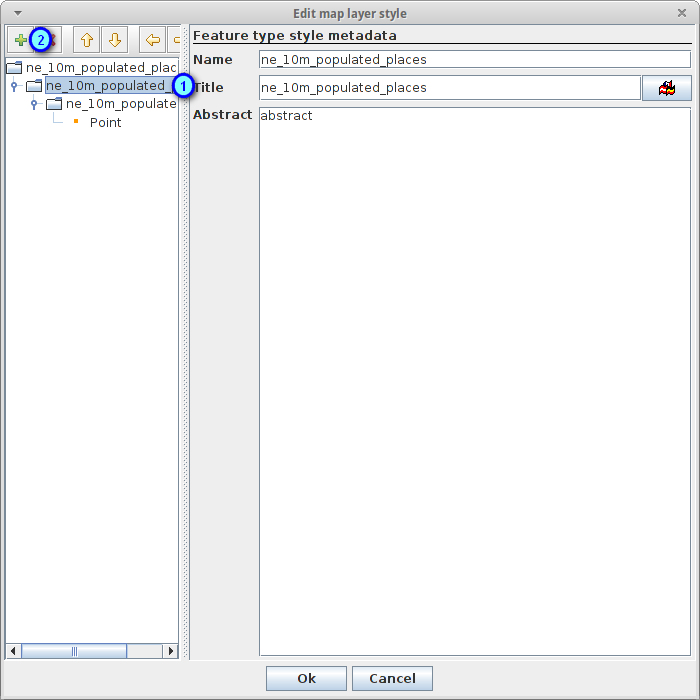 Edit map layer style
2
Feature type style metadata
ne_10m_populated_plac
Name ne_10m_populated_places
ne_10m_populated_ 1
Title ne_10m_populated_places
ne_10m_populate
Point
Abstract abstract
Ok Cancel